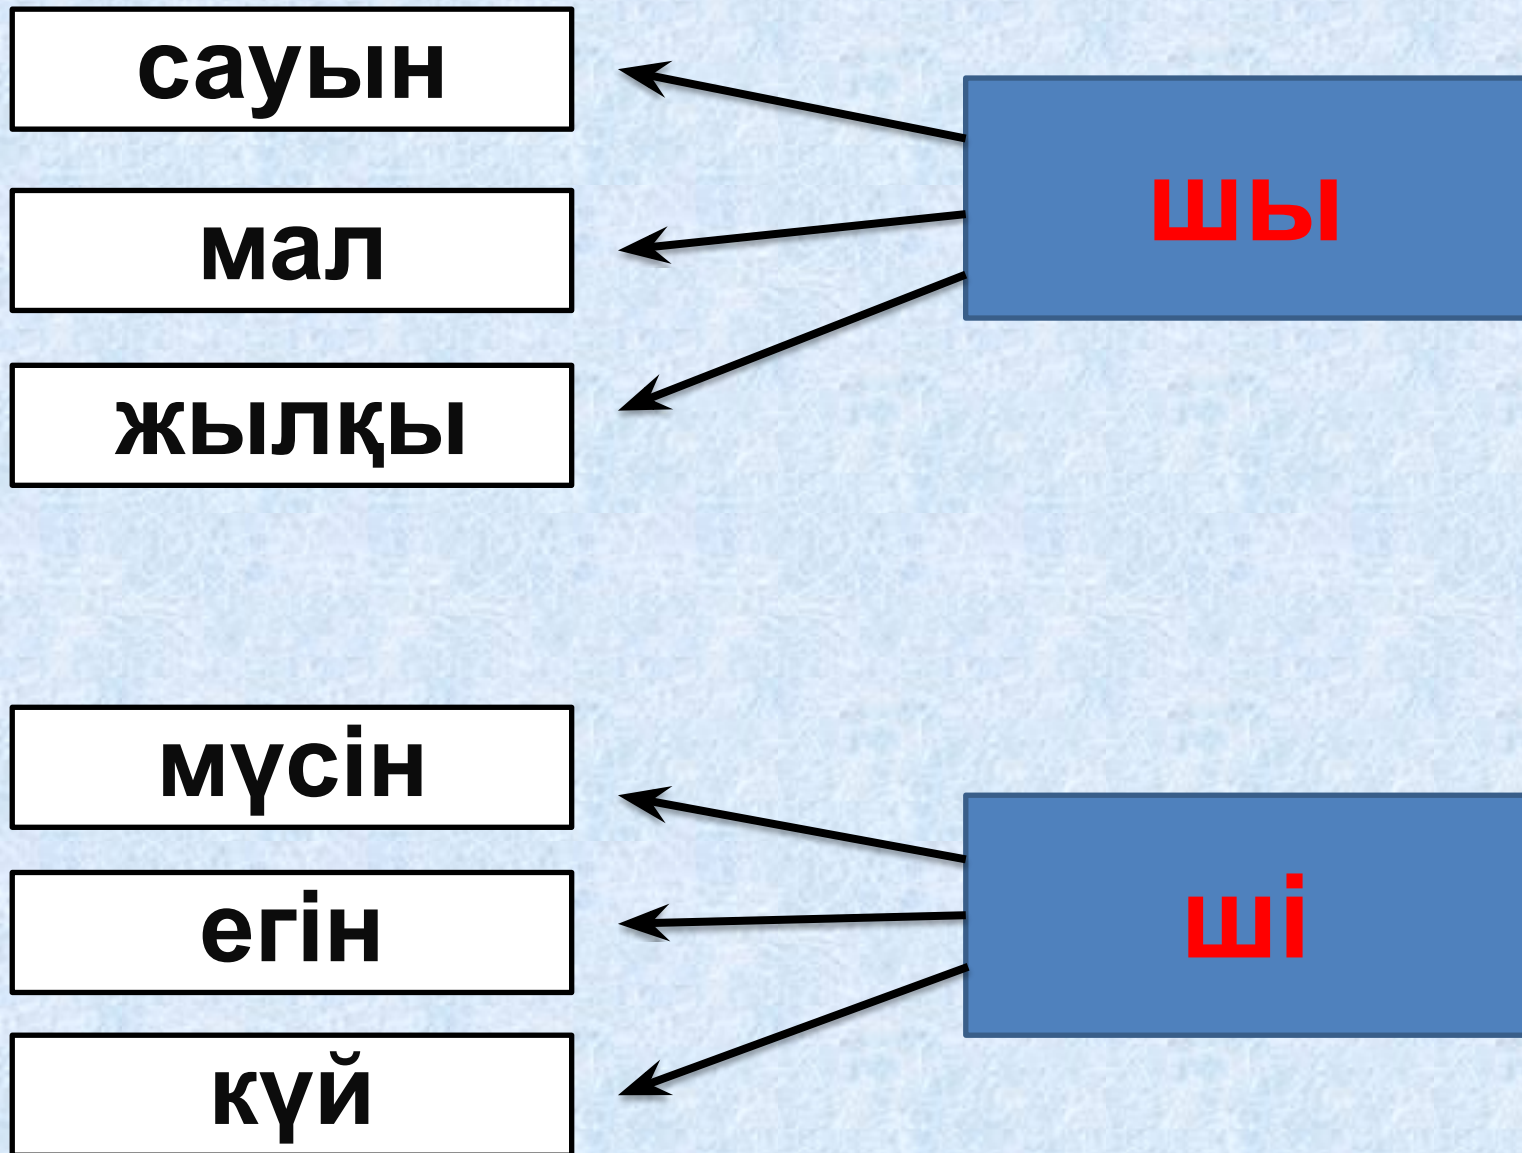 сауын
мал
жылқы
шы
мүсін
егін
күй
ші